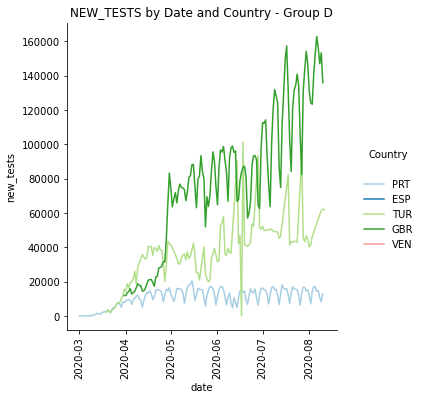 NEW_TESTS by Date and Country - Group D
160000
140000
120000
100000
80000
60000
40000
20000
0
new_tests
2020-03
2020-04
2020-05
2020-06
2020-07
2020-08
date
Country
PRT
ESP
TUR
GBR
VEN